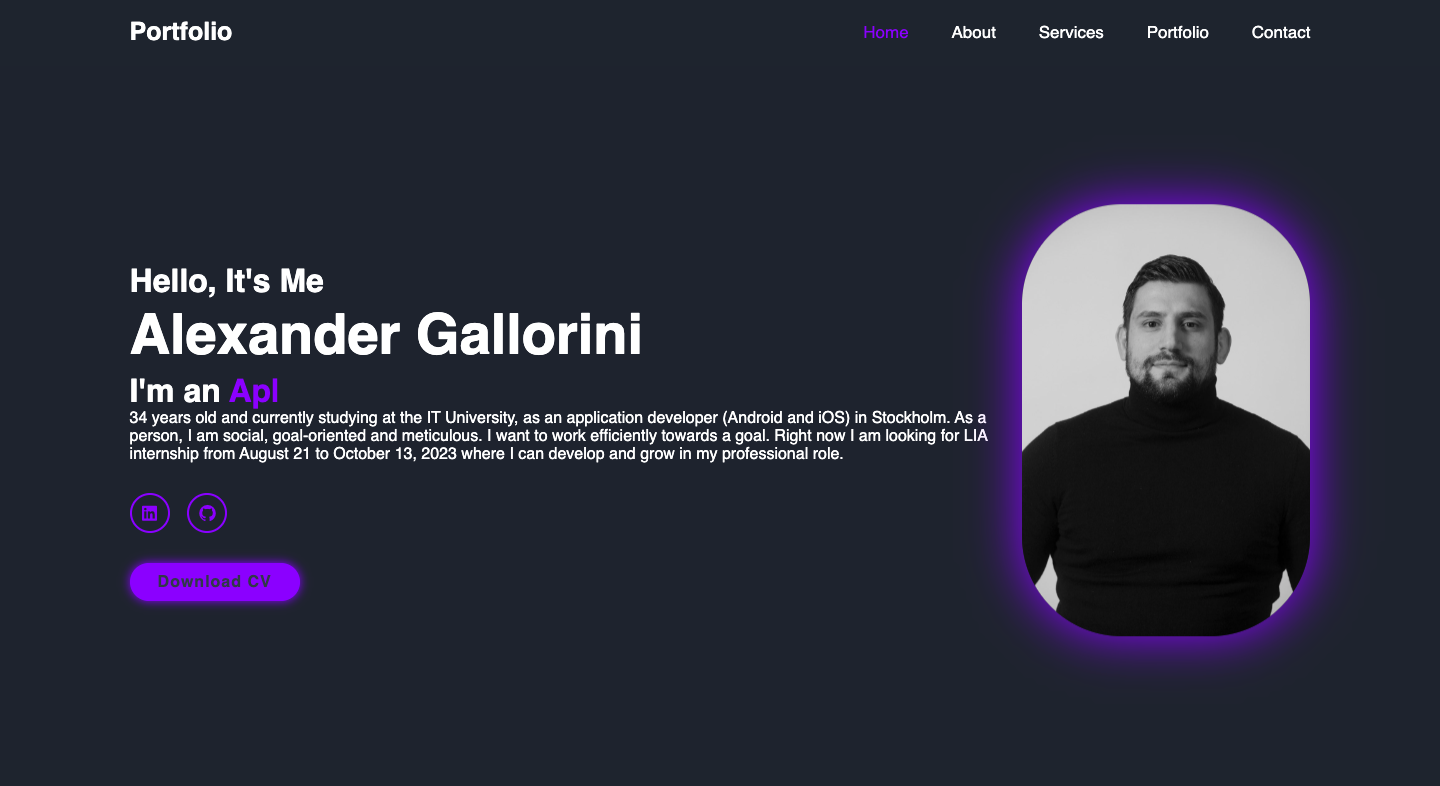 Portfolio
Home About Services Portfolio Contact
Hello, It's Me
Alexander Gallorini
I'm an Apl
34 years old and currently studying at the IT University, as an application developer (Android and iOS) in Stockholm. As a
person, I am social, goal-oriented and meticulous. I want to work efficiently towards a goal. Right now I am looking for LIA
internship from August 21 to October 13, 2023 where I can develop and grow in my professional role.
in
Download CV